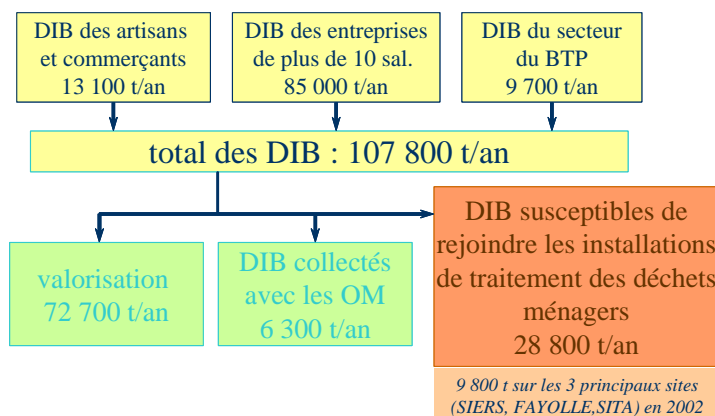 DIB des artisans
et commerçants
13 100 t/an
DIB des entreprises
de plus de 10 sal.
85 000 t/an
DIB du secteur
du BTP
9 700 t/an
total des DIB : 107 800 t/an
valorisation
72 700 t/an
DIB collectés
avec les OM
6 300 t/an
DIB susceptibles de
rejoindre les installations
de traitement des déchets
ménagers
28 800 t/an
9 800 t sur les 3 principaux sites
(SIERS, FAYOLLE,SITA) en 2002